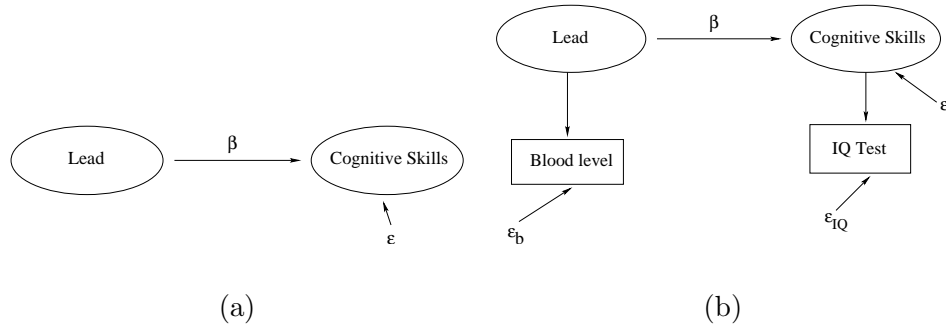 Lead
β
Cognitive Skills
ε
(a)
Lead
β
Cognitive Skills
ε
Blood level
IQ Test
ε_b
ε_IQ
(b)